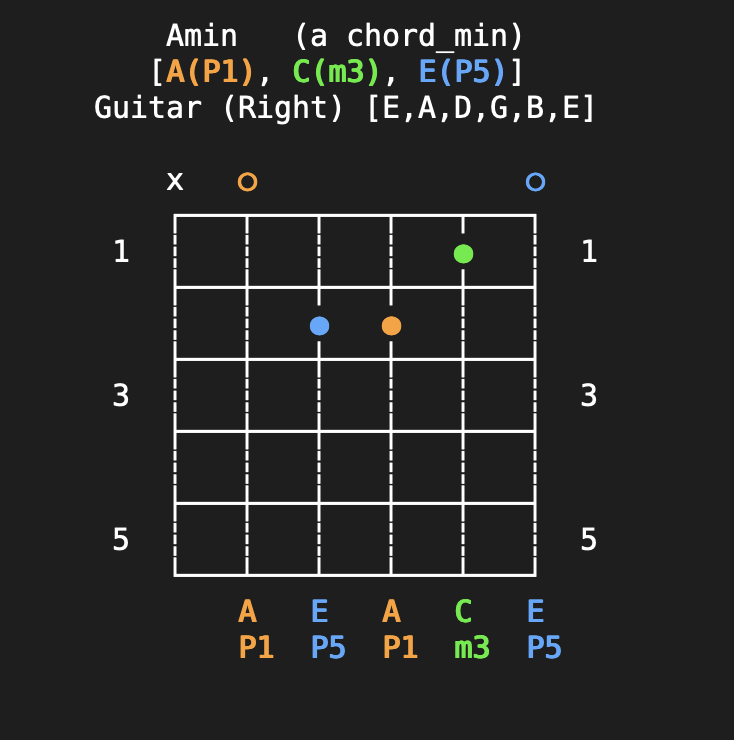 Amin (a chord_min)
[A(P1), C(m3), E(P5)]
Guitar (Right) [E,A,D,G,B,E]
x
1 1
3 3
5 5
A E A C E
P1 P5 P1 m3 P5